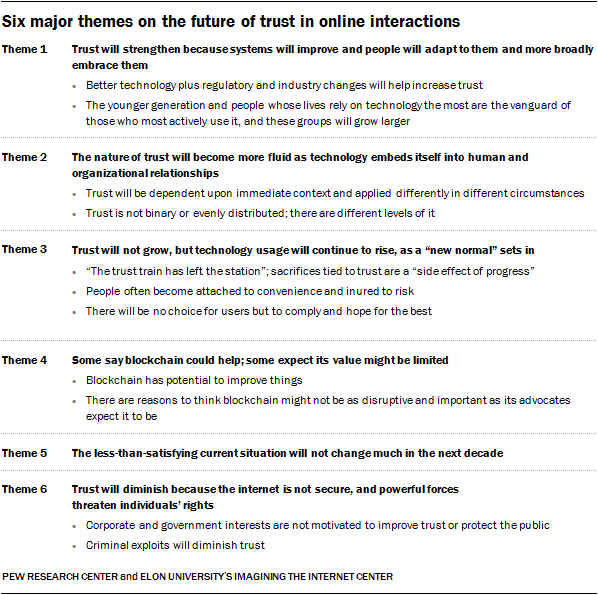 Six major themes on the future of trust in online interactions
Theme 1 Trust will strengthen because systems will improve and people will adapt to them and more broadly
embrace them
• Better technology plus regulatory and industry changes will help increase trust
• The younger generation and people whose lives rely on technology the most are the vanguard of
those who most actively use it, and these groups will grow larger
Theme 2 The nature of trust will become more fluid as technology embeds itself into human and
organizational relationships
• Trust will be dependent upon immediate context and applied differently in different circumstances
• Trust is not binary or evenly distributed; there are different levels of it
Theme 3 Trust will not grow, but technology usage will continue to rise, as a “new normal” sets in
• “The trust train has left the station”; sacrifices tied to trust are a “side effect of progress”
• People often become attached to convenience and inured to risk
• There will be no choice for users but to comply and hope for the best
Theme 4 Some say blockchain could help; some expect its value might be limited
• Blockchain has potential to improve things
• There are reasons to think blockchain might not be as disruptive and important as its advocates
expect it to be
Theme 5 The less-than-satisfying current situation will not change much in the next decade
Theme 6 Trust will diminish because the internet is not secure, and powerful forces
threaten individuals’ rights
• Corporate and government interests are not motivated to improve trust or protect the public
• Criminal exploits will diminish trust
PEW RESEARCH CENTER and ELON UNIVERSITY’S IMAGINING THE INTERNET CENTER